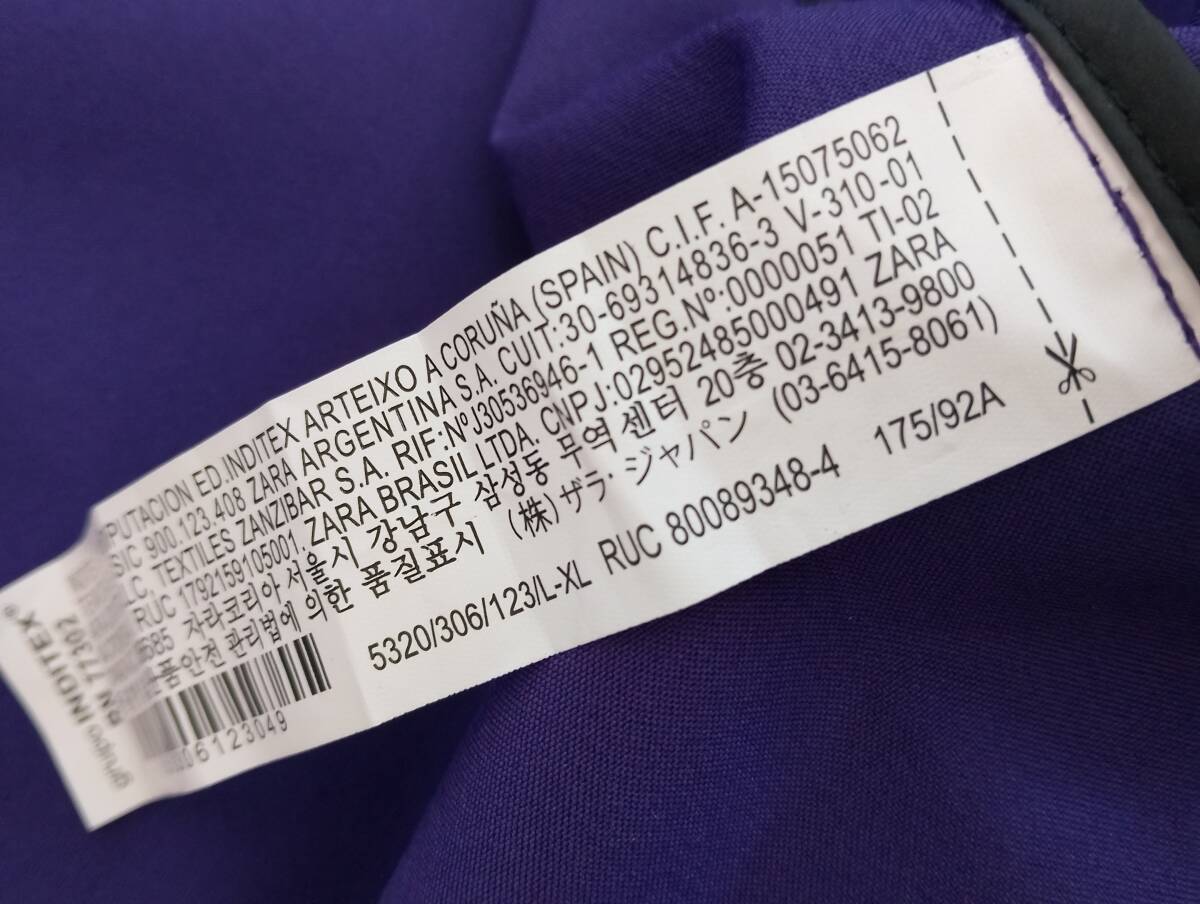 PUTACION ED.INDITEX ARTEIXO A CORUÑA (SPAIN) C.I.F. A-15075062
SIC 900.123.408 ZARA ARGENTINA S.A. CUIT:30-69314836-3 V-310-01
LC, TEXTILES ZANZIBAR S.A. RIF:NºJ30536946-1 REG.Nº:0000051 TI-02
RUC 1792159105001. ZARA BRASIL LTDA. CNPJ:02952485000491 ZARA
자라코리아 서울시 강남구 삼성동 무역 센터 20층 02-3413-9800
품안전 관리법에 의한 품질표시 (株)ザラ・ジャパン (03-6415-8061)
5320/306/123/L-XL RUC 80089348-4 175/92A
06123049
grupo INDITEX®
77302